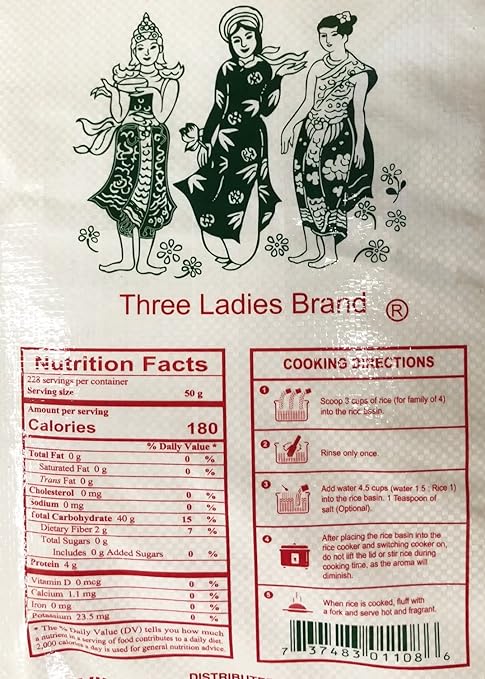 Three Ladies Brand ®
Nutrition Facts
228 servings per container
Serving size 50 g
Amount per serving
Calories 180
% Daily Value *
Total Fat 0 g 0 %
Saturated Fat 0 g 0 %
Trans Fat 0 g
Cholesterol 0 mg 0 %
Sodium 0 mg 0 %
Total Carbohydrate 40 g 15 %
Dietary Fiber 2 g 7 %
Total Sugars 0 g
Includes 0 g Added Sugars 0 %
Protein 4 g
Vitamin D 0 mcg 0 %
Calcium 1.1 mg 0 %
Iron 0 mg 0 %
Potassium 23.5 mg 0 %
* The % Daily Value (DV) tells you how much
a nutrient in a serving of food contributes to a daily diet.
2,000 calories a day is used for general nutrition advice.
COOKING DIRECTIONS
1
Scoop 3 cups of rice (for family of 4)
into the rice basin.
2
Rinse only once.
3
Add water 4.5 cups (water 1.5 : Rice 1)
into the rice basin. 1 Teaspoon of
salt (Optional).
4
After placing the rice basin into the
rice cooker and switching cooker on,
do not lift the lid or stir rice during
cooking time, as the aroma will
diminish.
5
When rice is cooked, fluff with
a fork and serve hot and fragrant.
7 37483 01108 6